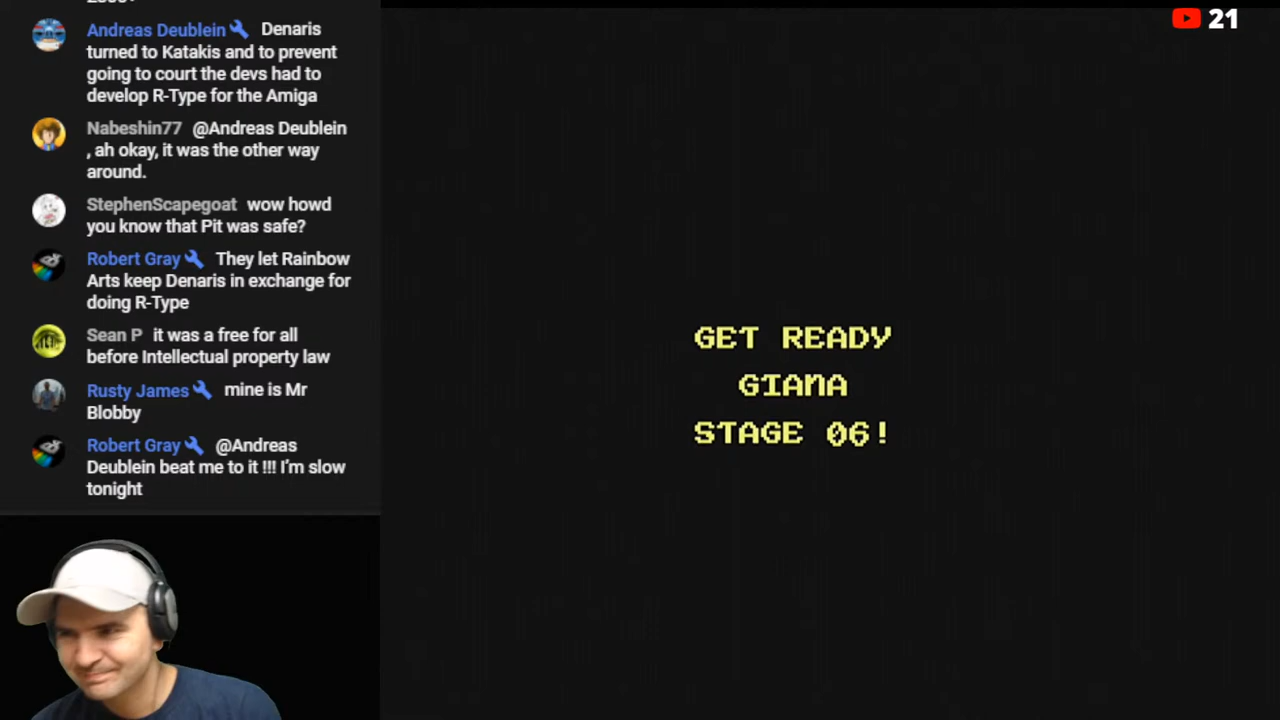 Andreas Deublein Denaris
turned to Katakis and to prevent
going to court the devs had to
develop R-Type for the Amiga
Nabeshin77 @Andreas Deublein
, ah okay, it was the other way
around.
StephenScapegoat wow howd
you know that Pit was safe?
Robert Gray They let Rainbow
Arts keep Denaris in exchange for
doing R-Type
Sean P it was a free for all
before Intellectual property law
Rusty James mine is Mr
Blobby
Robert Gray @Andreas
Deublein beat me to it !!! I'm slow
tonight
21
GET READY
GIANA
STAGE 06!